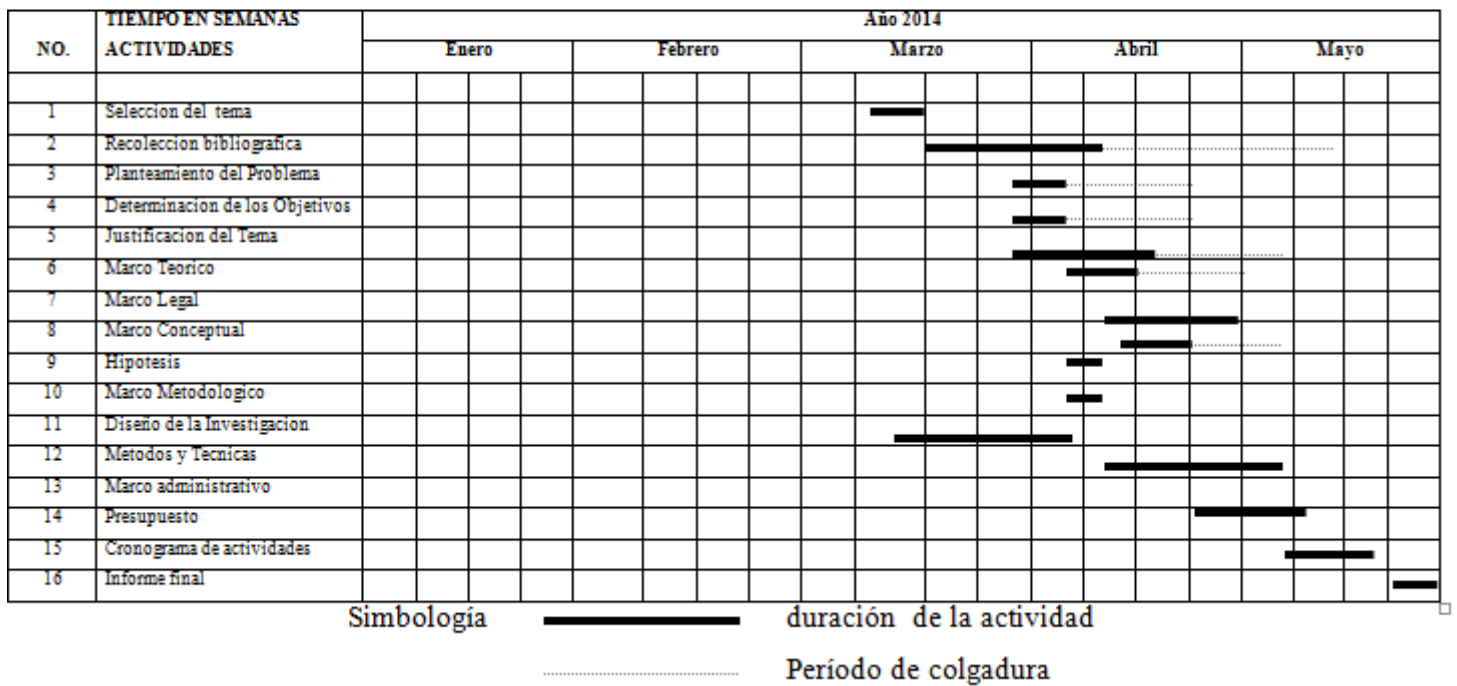 TIEMPO EN SEMANAS Año 2014
NO. ACTIVIDADES Enero Febrero Marzo Abril Mayo
1 Seleccion del tema
2 Recoleccion bibliografica
3 Planteamiento del Problema
4 Determinacion de los Objetivos
5 Justificacion del Tema
6 Marco Teorico
7 Marco Legal
8 Marco Conceptual
9 Hipotesis
10 Marco Metodologico
11 Diseño de la Investigacion
12 Metodos y Tecnicas
13 Marco administrativo
14 Presupuesto
15 Cronograma de actividades
16 Informe final
Simbología duración de la actividad
Período de colgadura